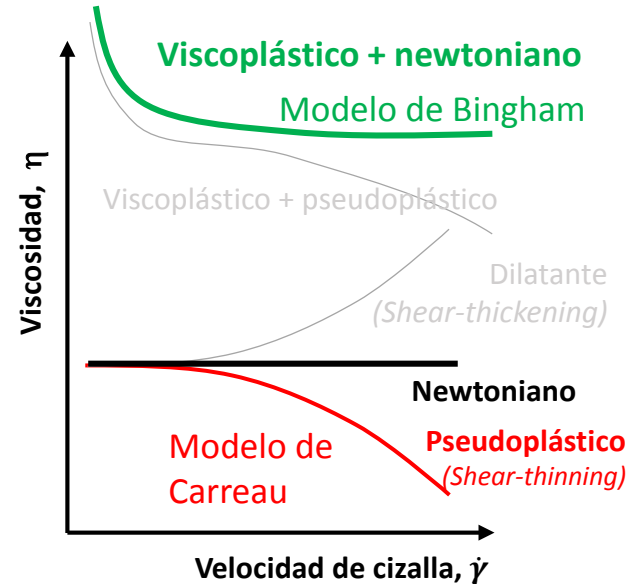 Viscoplástico + newtoniano
Modelo de Bingham
Viscosidad, η
Viscoplástico + pseudoplástico
Dilatante
(Shear-thickening)
Newtoniano
Pseudoplástico
(Shear-thinning)
Modelo de
Carreau
Velocidad de cizalla, γ̇